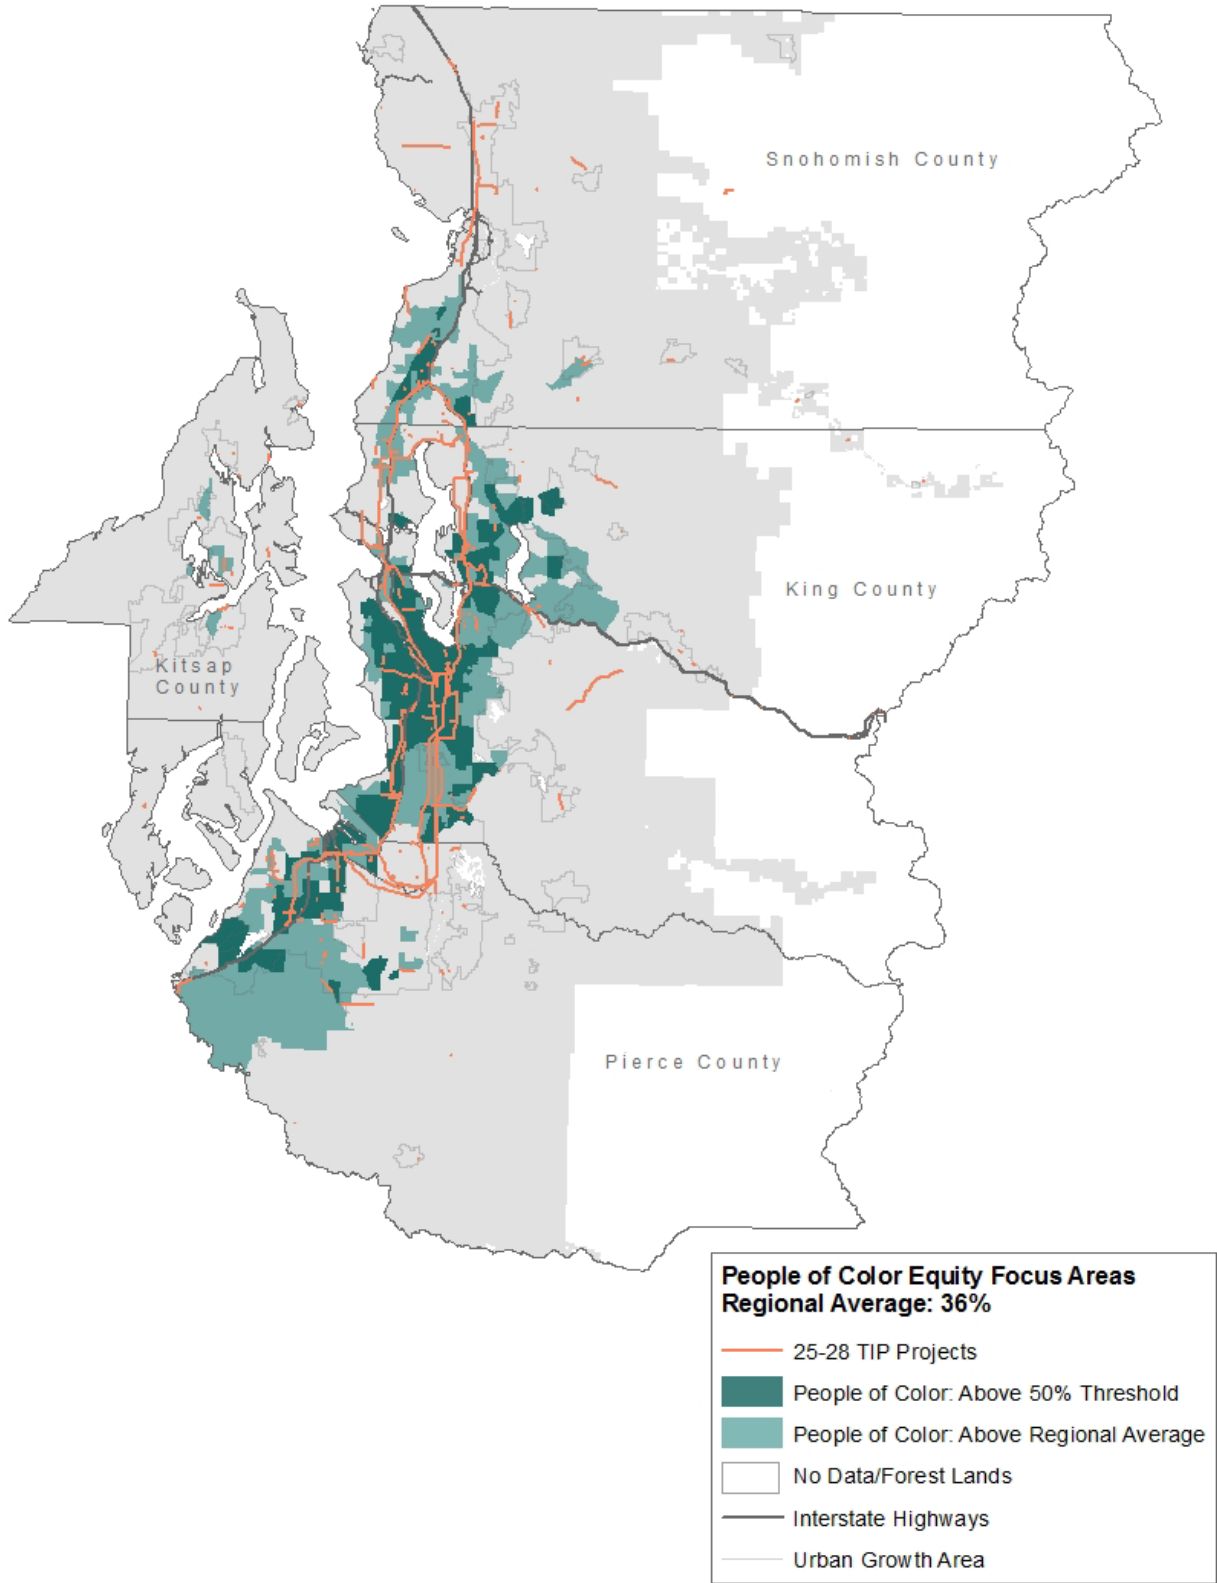 Snohomish County
King County
Kitsap
County
Pierce County
People of Color Equity Focus Areas
Regional Average: 36%
25-28 TIP Projects
People of Color: Above 50% Threshold
People of Color: Above Regional Average
No Data/Forest Lands
Interstate Highways
Urban Growth Area